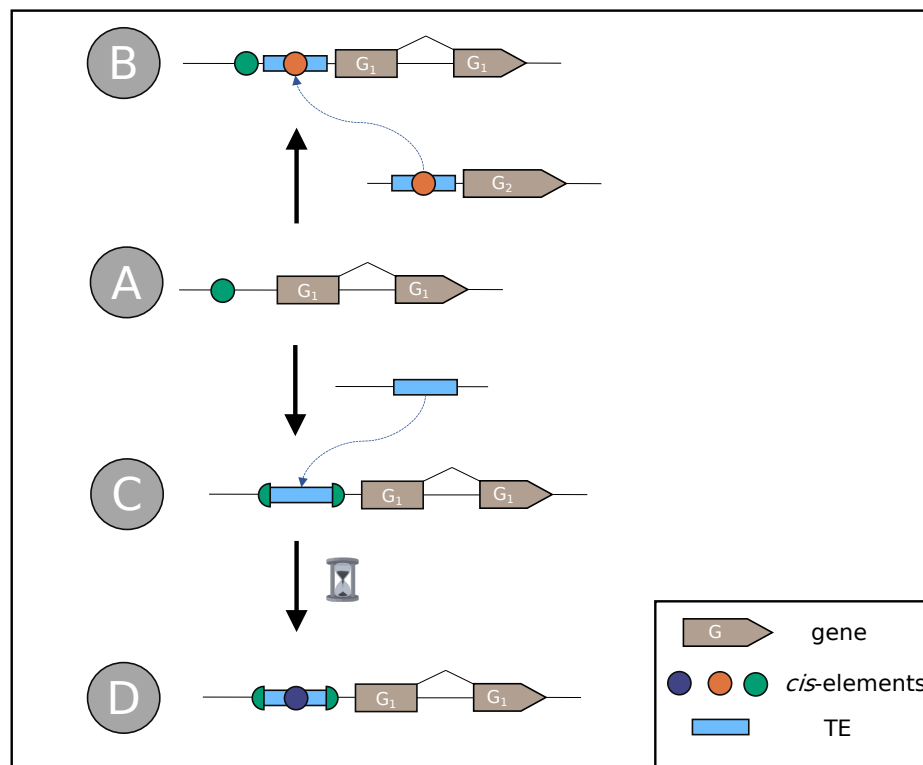 B G₁ G₁
G₂
A G₁ G₁
C G₁ G₁
D G₁ G₁
G gene
cis-elements
TE